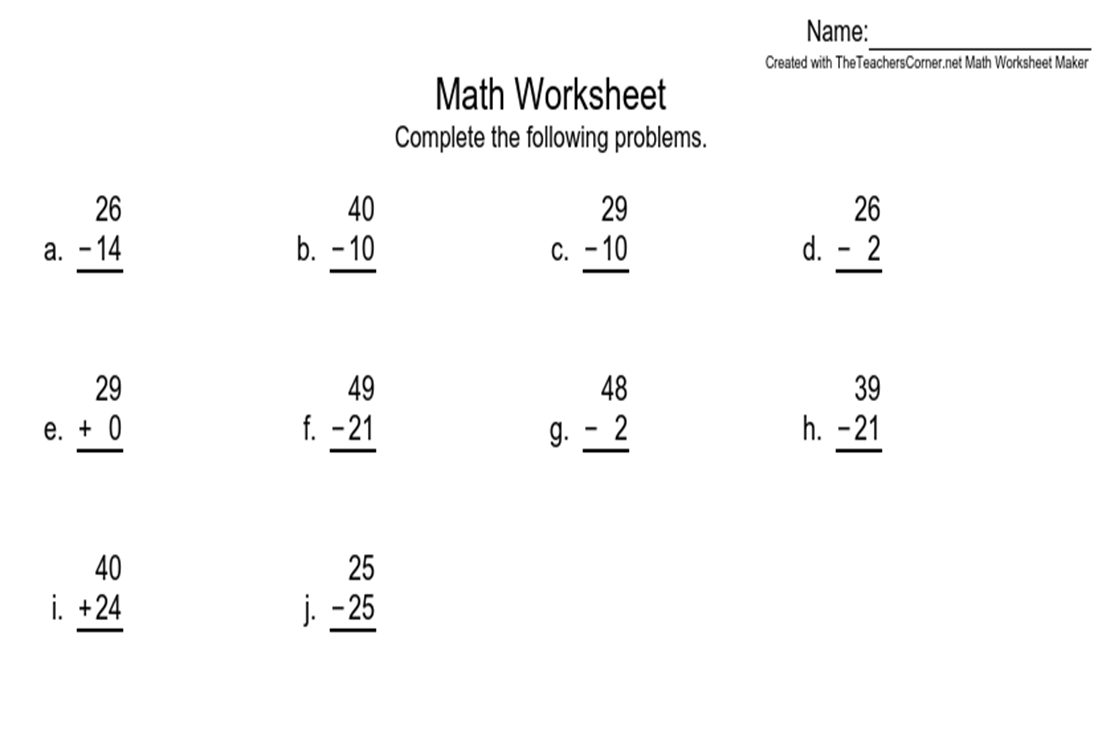 Name:
Created with TheTeachersCorner.net Math Worksheet Maker
Math Worksheet
Complete the following problems.
26 40 29 26
a. -14 b. -10 c. -10 d. - 2
29 49 48 39
e. + 0 f. -21 g. - 2 h. -21
40 25
i. +24 j. -25